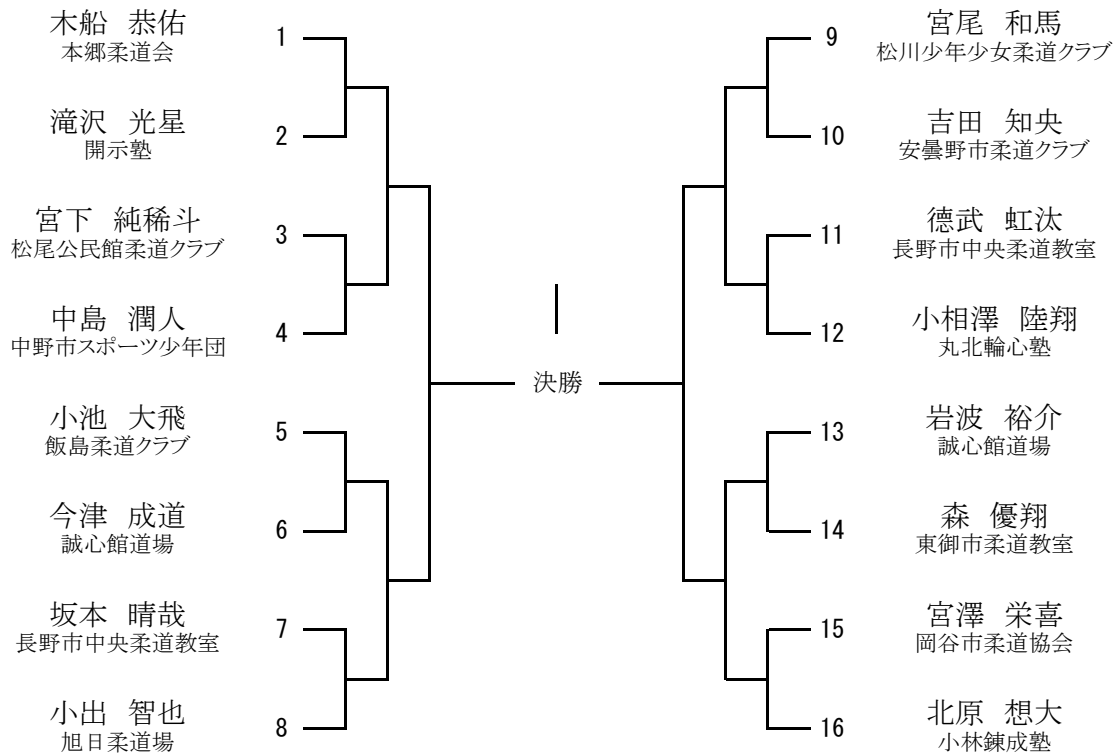 木船 恭佑
本郷柔道会
1
滝沢 光星
開示塾
2
宮下 純稀斗
松尾公民館柔道クラブ
3
中島 潤人
中野市スポーツ少年団
4
小池 大飛
飯島柔道クラブ
5
今津 成道
誠心館道場
6
坂本 晴哉
長野市中央柔道教室
7
小出 智也
旭日柔道場
8
決勝
9
宮尾 和馬
松川少年少女柔道クラブ
10
吉田 知央
安曇野市柔道クラブ
11
德武 虹汰
長野市中央柔道教室
12
小相澤 陸翔
丸北輪心塾
13
岩波 裕介
誠心館道場
14
森 優翔
東御市柔道教室
15
宮澤 栄喜
岡谷市柔道協会
16
北原 想大
小林錬成塾